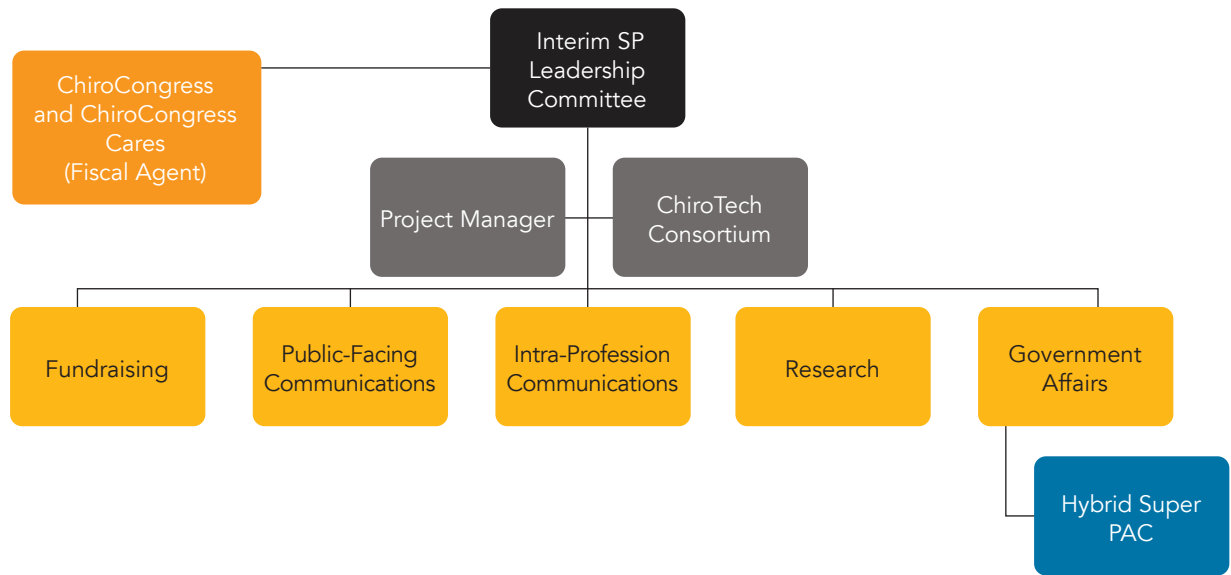 Interim SP
Leadership
Committee
ChiroCongress
and ChiroCongress
Cares
(Fiscal Agent)
Project Manager
ChiroTech
Consortium
Fundraising
Public-Facing
Communications
Intra-Profession
Communications
Research
Government
Affairs
Hybrid Super
PAC